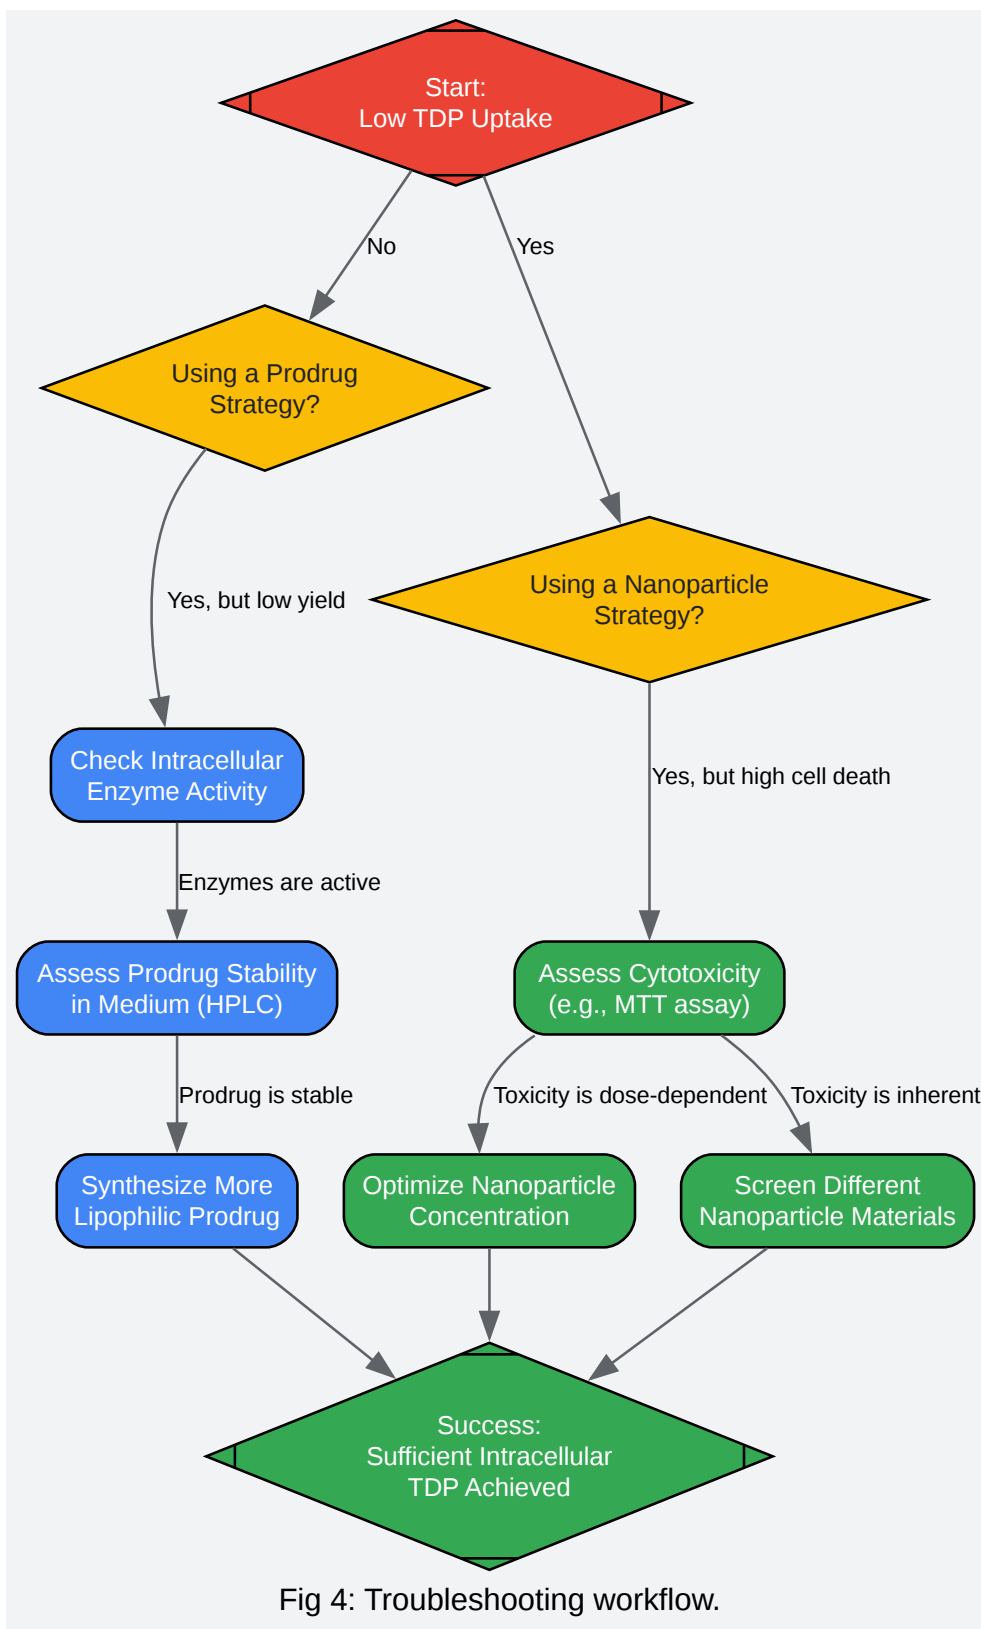 Start:
Low TDP Uptake
No
Yes
Using a Prodrug
Strategy?
Using a Nanoparticle
Strategy?
Yes, but low yield
Check Intracellular
Enzyme Activity
Yes, but high cell death
Enzymes are active
Assess Prodrug Stability
in Medium (HPLC)
Assess Cytotoxicity
(e.g., MTT assay)
Prodrug is stable
Toxicity is dose-dependent
Toxicity is inherent
Synthesize More
Lipophilic Prodrug
Optimize Nanoparticle
Concentration
Screen Different
Nanoparticle Materials
Success:
Sufficient Intracellular
TDP Achieved
Fig 4: Troubleshooting workflow.